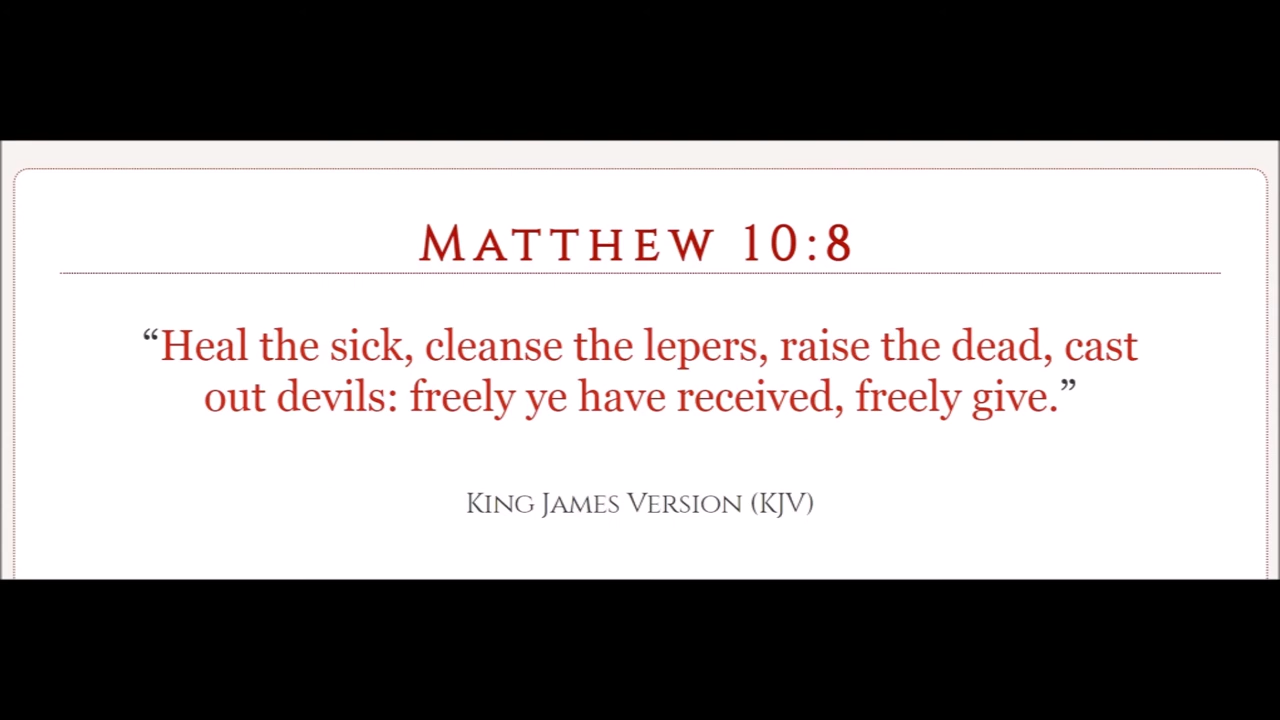 Matthew 10:8
“Heal the sick, cleanse the lepers, raise the dead, cast
out devils: freely ye have received, freely give.”
King James Version (KJV)